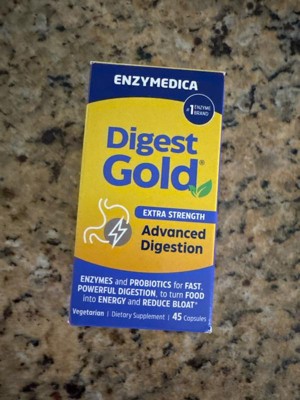 ENZYMEDICA
#1 ENZYME
BRAND
Digest
Gold®
EXTRA STRENGTH
Advanced
Digestion
ENZYMES and PROBIOTICS for FAST,
POWERFUL DIGESTION, to turn FOOD
into ENERGY and REDUCE BLOAT*
Vegetarian | Dietary Supplement | 45 Capsules